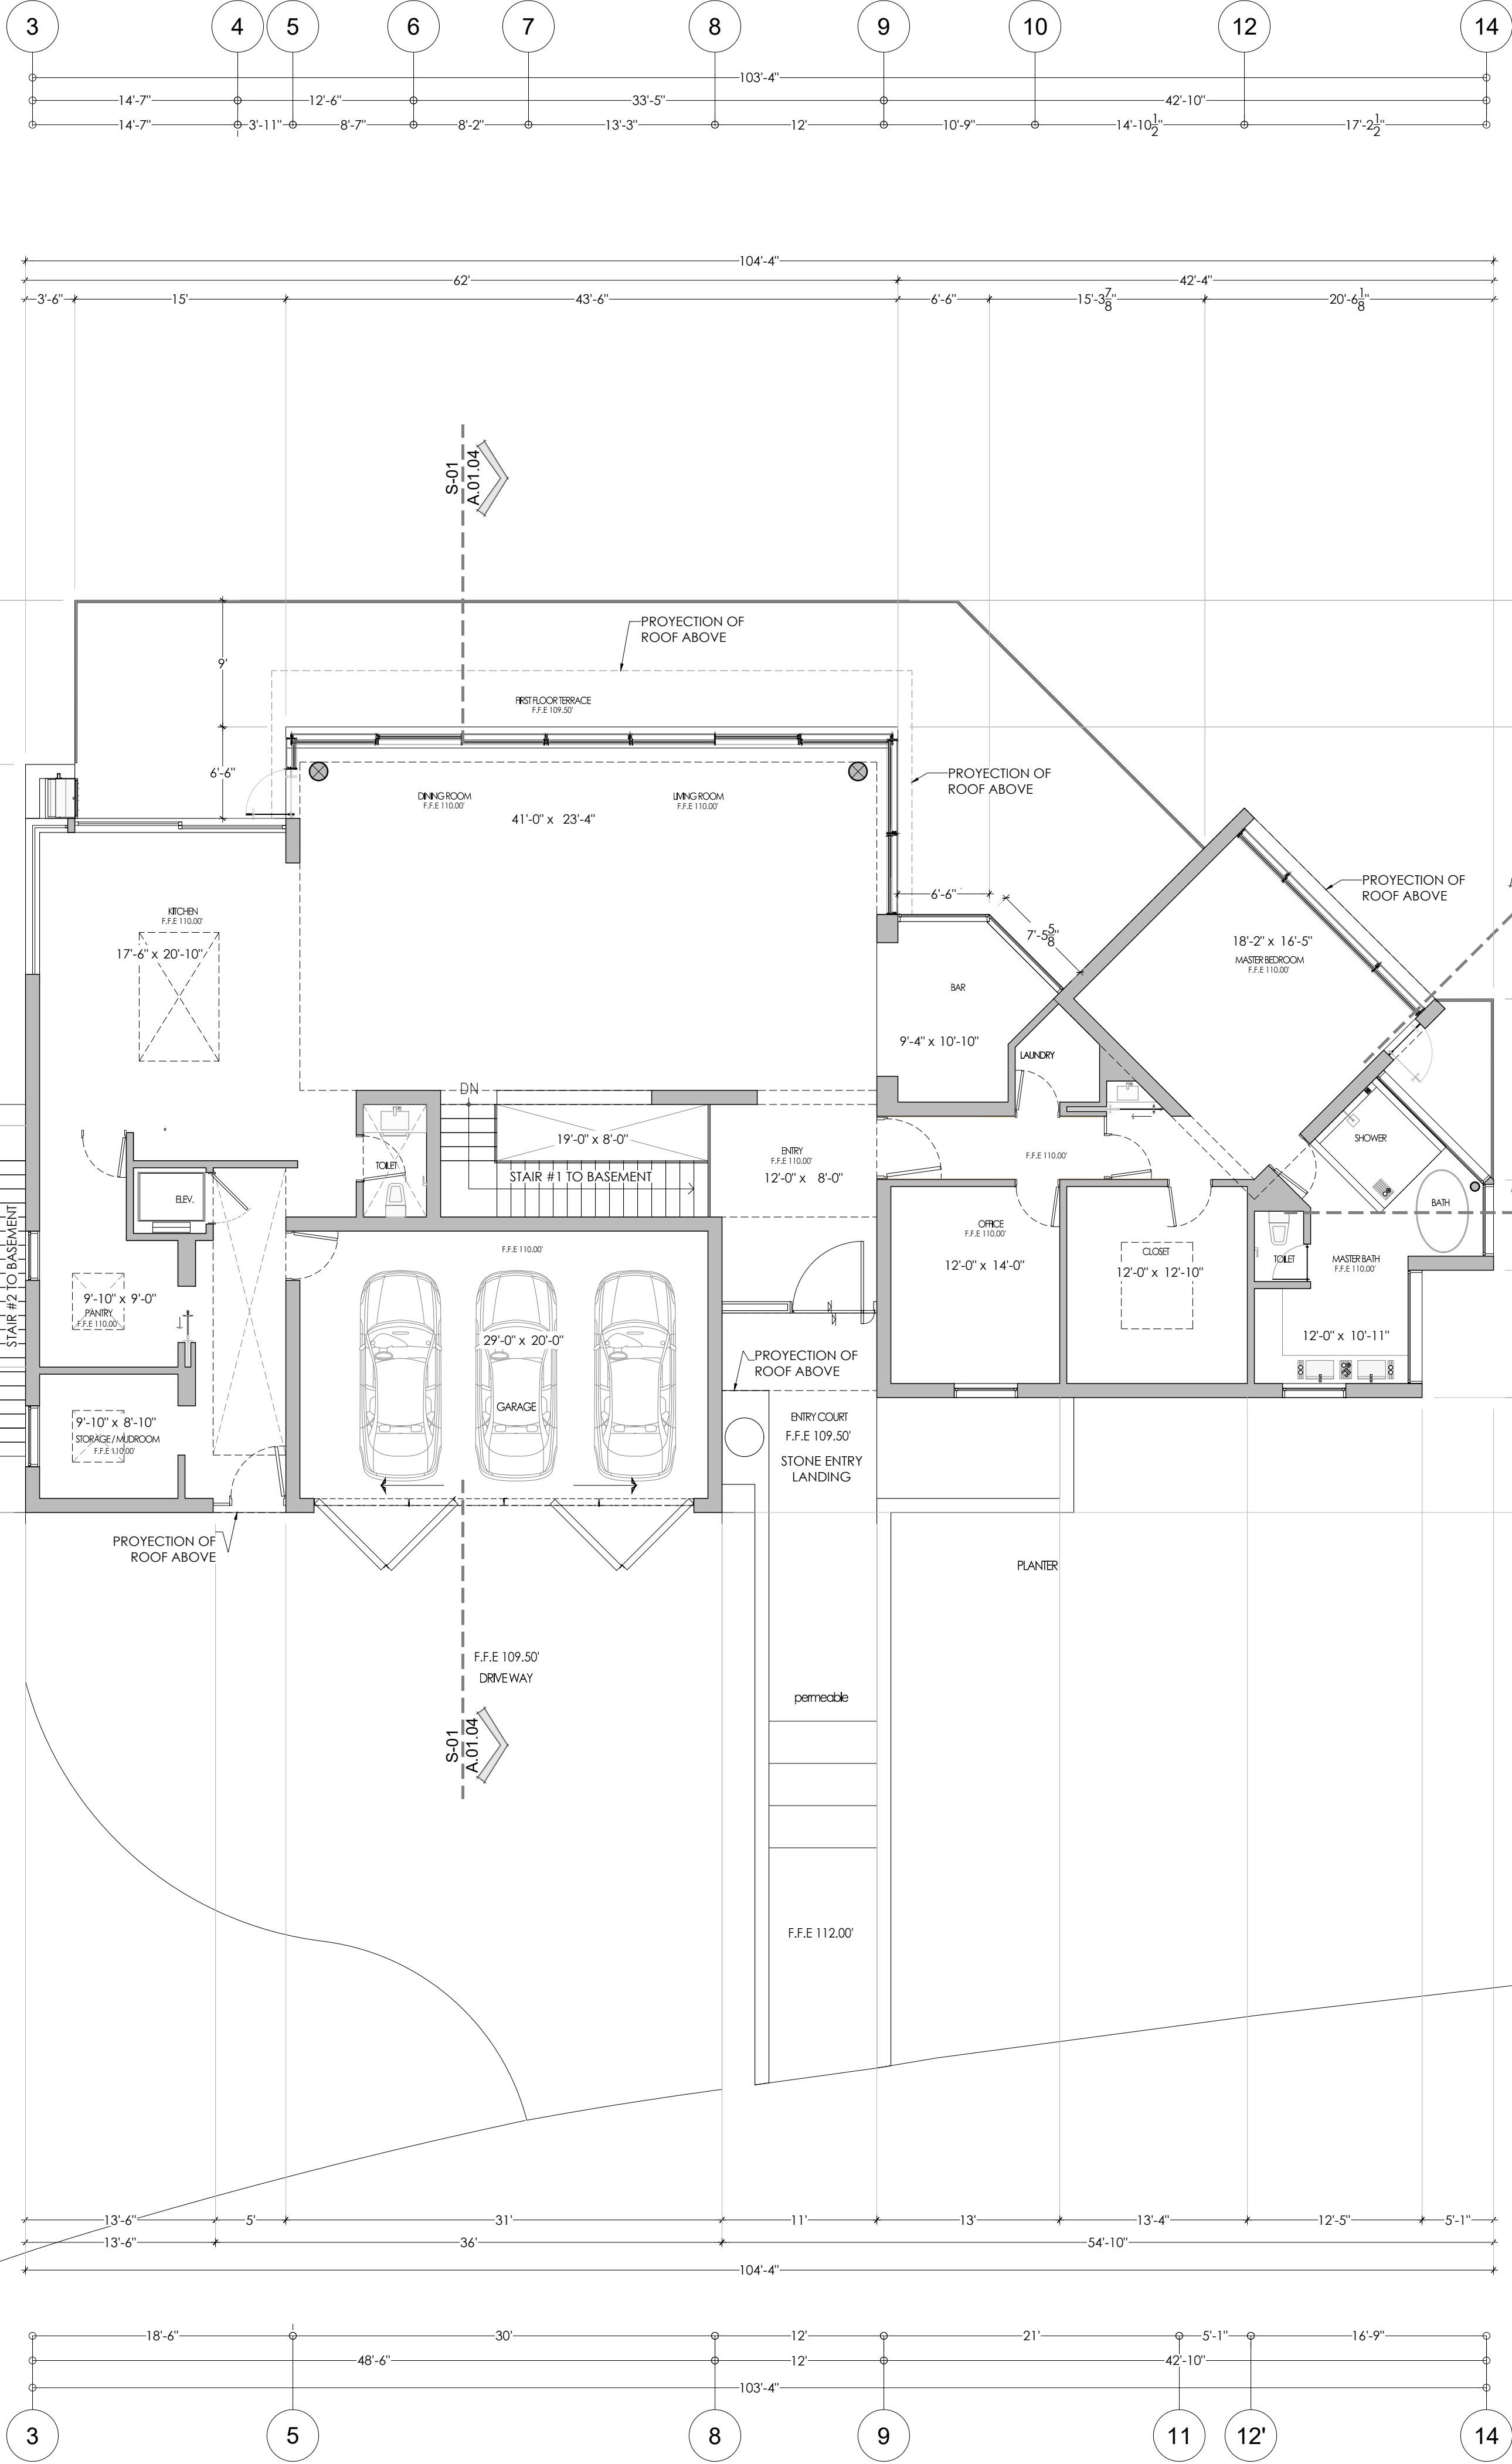 3 4 5 6 7 8 9 10 12 14
103'-4"
14'-7" 12'-6" 33'-5" 42'-10"
14'-7" 3'-11" 8'-7" 8'-2" 13'-3" 12' 10'-9" 14'-10 1/2" 17'-2 1/2"
104'-4"
62' 42'-4"
3'-6" 15' 43'-6" 6'-6" 15'-3 7/8" 20'-6 1/8"
S-01
A.01.04
PROYECTION OF
ROOF ABOVE
9'
FIRST FLOOR TERRACE
F.F.E 109.50'
6'-6"
PROYECTION OF
ROOF ABOVE
DINING ROOM
F.F.E 110.00'
LIVING ROOM
F.F.E 110.00'
41'-0" x 23'-4"
6'-6"
7'-5 5/8"
PROYECTION OF
ROOF ABOVE
KITCHEN
F.F.E 110.00'
17'-6" x 20'-10"
18'-2" x 16'-5"
MASTER BEDROOM
F.F.E 110.00'
BAR
9'-4" x 10'-10"
LAUNDRY
DN
19'-0" x 8'-0"
STAIR #1 TO BASEMENT
TOILET
ENTRY
F.F.E 110.00'
12'-0" x 8'-0"
F.F.E 110.00'
SHOWER
BATH
ELEV.
STAIR #2 TO BASEMENT
F.F.E 110.00'
OFFICE
F.F.E 110.00'
12'-0" x 14'-0"
CLOSET
12'-0" x 12'-10"
TOILET
MASTER BATH
F.F.E 110.00'
12'-0" x 10'-11"
9'-10" x 9'-0"
PANTRY
F.F.E 110.00'
29'-0" x 20'-0"
GARAGE
PROYECTION OF
ROOF ABOVE
9'-10" x 8'-10"
STORAGE / MUDROOM
F.F.E 110.00'
ENTRY COURT
F.F.E 109.50'
STONE ENTRY
LANDING
PROYECTION OF
ROOF ABOVE
PLANTER
F.F.E 109.50'
DRIVEWAY
permeable
S-01
A.01.04
F.F.E 112.00'
13'-6" 5' 31' 11' 13' 13'-4" 12'-5" 5'-1"
13'-6" 36' 54'-10"
104'-4"
18'-6" 30' 12' 21' 5'-1" 16'-9"
48'-6" 12' 42'-10"
103'-4"
3 5 8 9 11 12' 14